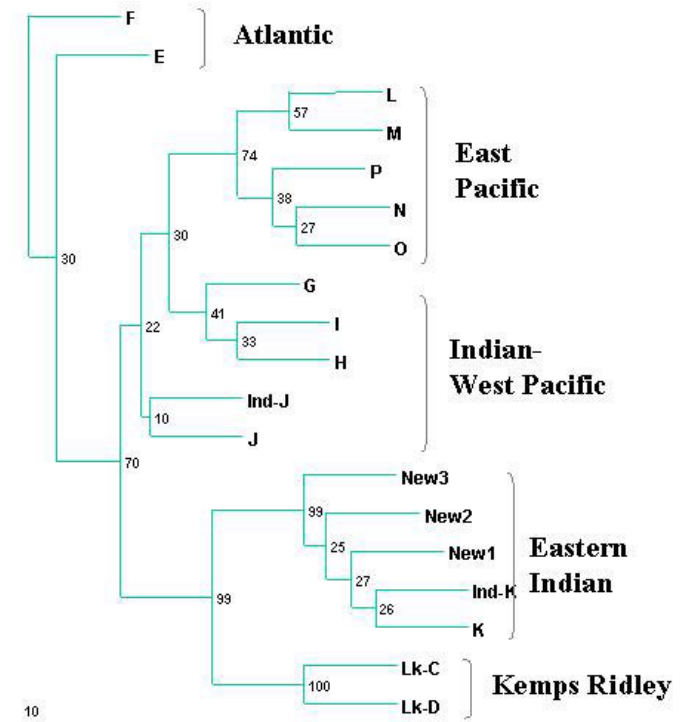 F
Atlantic
E
L
57
M
East
Pacific
74
P
38
N
27
O
30
G
41
I
33
H
Indian-
West Pacific
22
Ind-J
10
J
30
70
New3
99
New2
25
New1
27
Ind-K
26
K
Eastern
Indian
99
Lk-C
100
Lk-D
Kemps Ridley
10